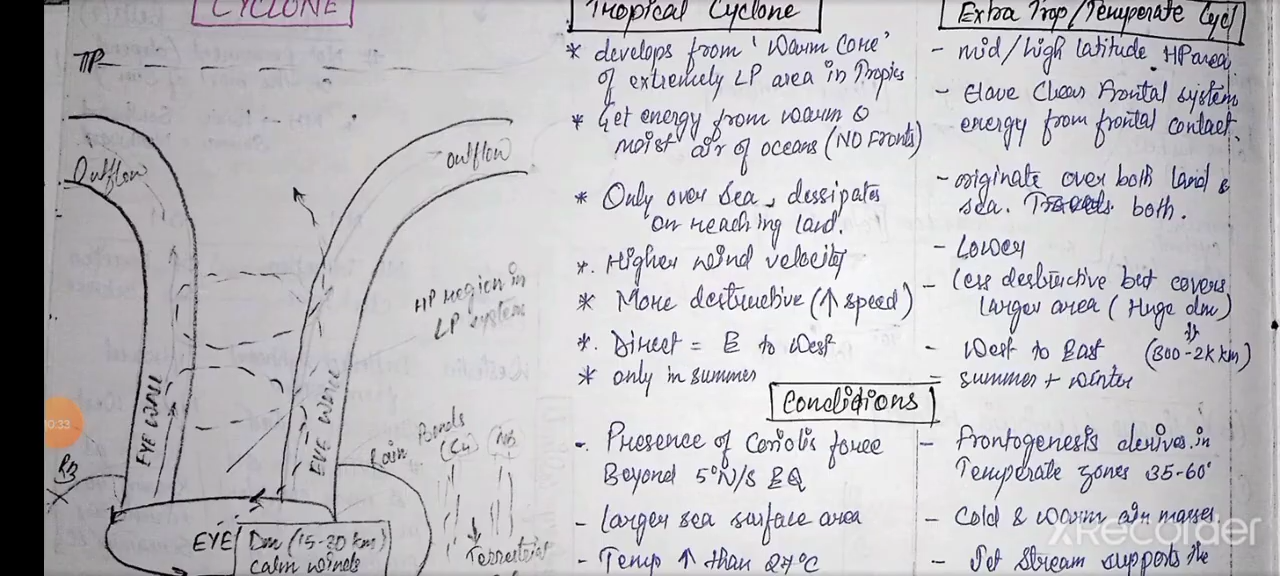 CYCLONE
TP
Outflow
outflow
HP region in
LP system
EYE WALL
EYE WALL
Rain Bands
(Cu) (NB)
RB
EYE
Dm (15-30 km)
calm winds
10:33
Tropical Cyclone
* develops from 'Warm Core'
of extremely LP area in Tropics
* Get energy from warm &
moist air of oceans (NO FRONTS)
* Only over sea, dissipates
on reaching land.
*. Higher wind velocity
* More destructive (↑ speed)
*. Direct = E to West
* only in summer
Extra Trop/Temperate Cycl
- mid/high latitude HP area.
- Have Clear Frontal system
energy from frontal contact.
- originate over both land &
sea. Travels both.
- Lower
- Less destructive but covers
larger area (Huge dm)
- West to East (300-2K km)
- summer + winter
Conditions
-. Presence of Coriolis force
Beyond 5°N/S EQ
- Larger sea surface area
- Temp ↑ than 27°C
- Frontogenesis derives in
Temperate zones 35-60°
- Cold & Warm air masses
- Jet Stream supports the
XRecorder